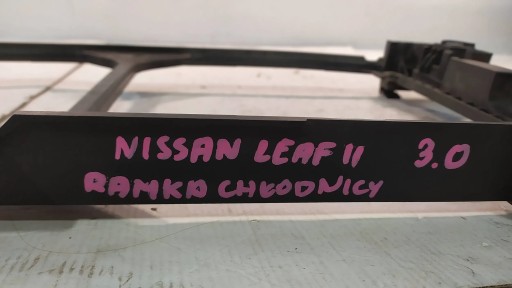 NISSAN LEAF II 3.0
RAMKA CHŁODNICY